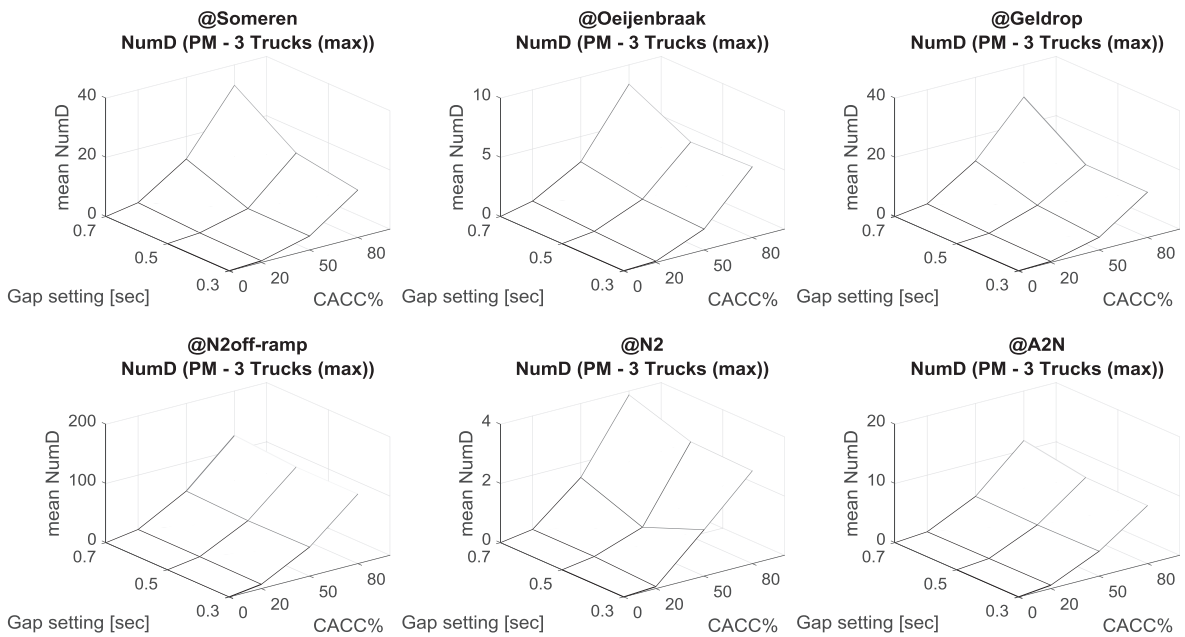 @Someren
NumD (PM - 3 Trucks (max))
40
20
0
mean NumD
0.7
0.5
0.3
Gap setting [sec]
0
20
50
80
CACC%
@Oeijenbraak
NumD (PM - 3 Trucks (max))
10
5
0
mean NumD
0.7
0.5
0.3
Gap setting [sec]
0
20
50
80
CACC%
@Geldrop
NumD (PM - 3 Trucks (max))
40
20
0
mean NumD
0.7
0.5
0.3
Gap setting [sec]
0
20
50
80
CACC%
@N2off-ramp
NumD (PM - 3 Trucks (max))
200
100
0
mean NumD
0.7
0.5
0.3
Gap setting [sec]
0
20
50
80
CACC%
@N2
NumD (PM - 3 Trucks (max))
4
2
0
mean NumD
0.7
0.5
0.3
Gap setting [sec]
0
20
50
80
CACC%
@A2N
NumD (PM - 3 Trucks (max))
20
10
0
mean NumD
0.7
0.5
0.3
Gap setting [sec]
0
20
50
80
CACC%